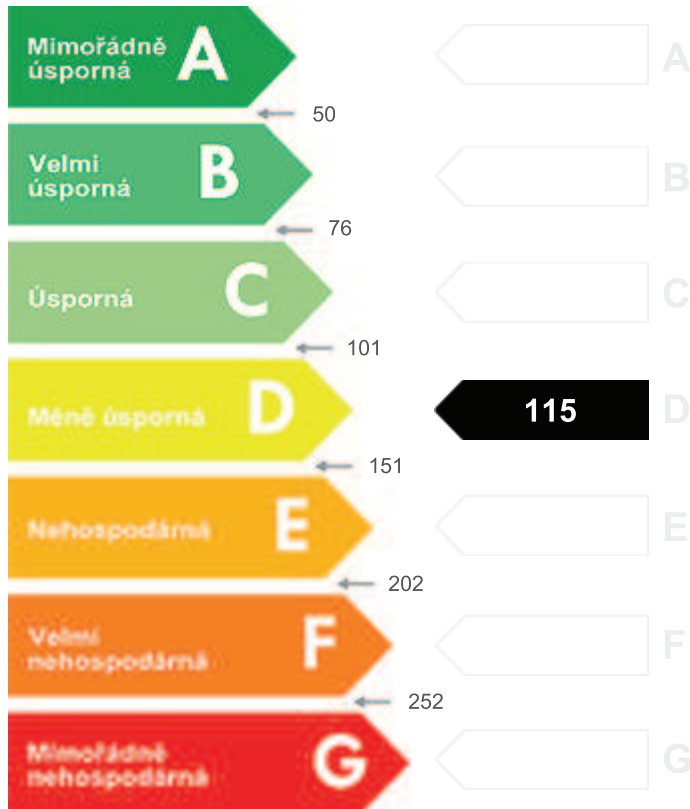 Mimořádně
úsporná
A
50
Velmi
úsporná
B
76
Úsporná
C
101
Méně úsporná
D
115
151
Nehospodárná
E
202
Velmi
nehospodárná
F
252
Mimořádně
nehospodárná
G
A
B
C
D
E
F
G